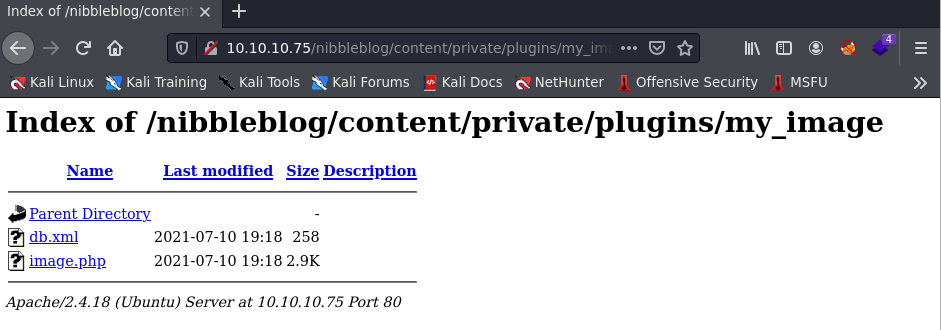 Index of /nibbleblog/content
10.10.10.75/nibbleblog/content/private/plugins/my_ima
4
Kali Linux Kali Training Kali Tools Kali Forums Kali Docs NetHunter Offensive Security MSFU
Index of /nibbleblog/content/private/plugins/my_image
Name Last modified Size Description
Parent Directory -
db.xml 2021-07-10 19:18 258
image.php 2021-07-10 19:18 2.9K
Apache/2.4.18 (Ubuntu) Server at 10.10.10.75 Port 80